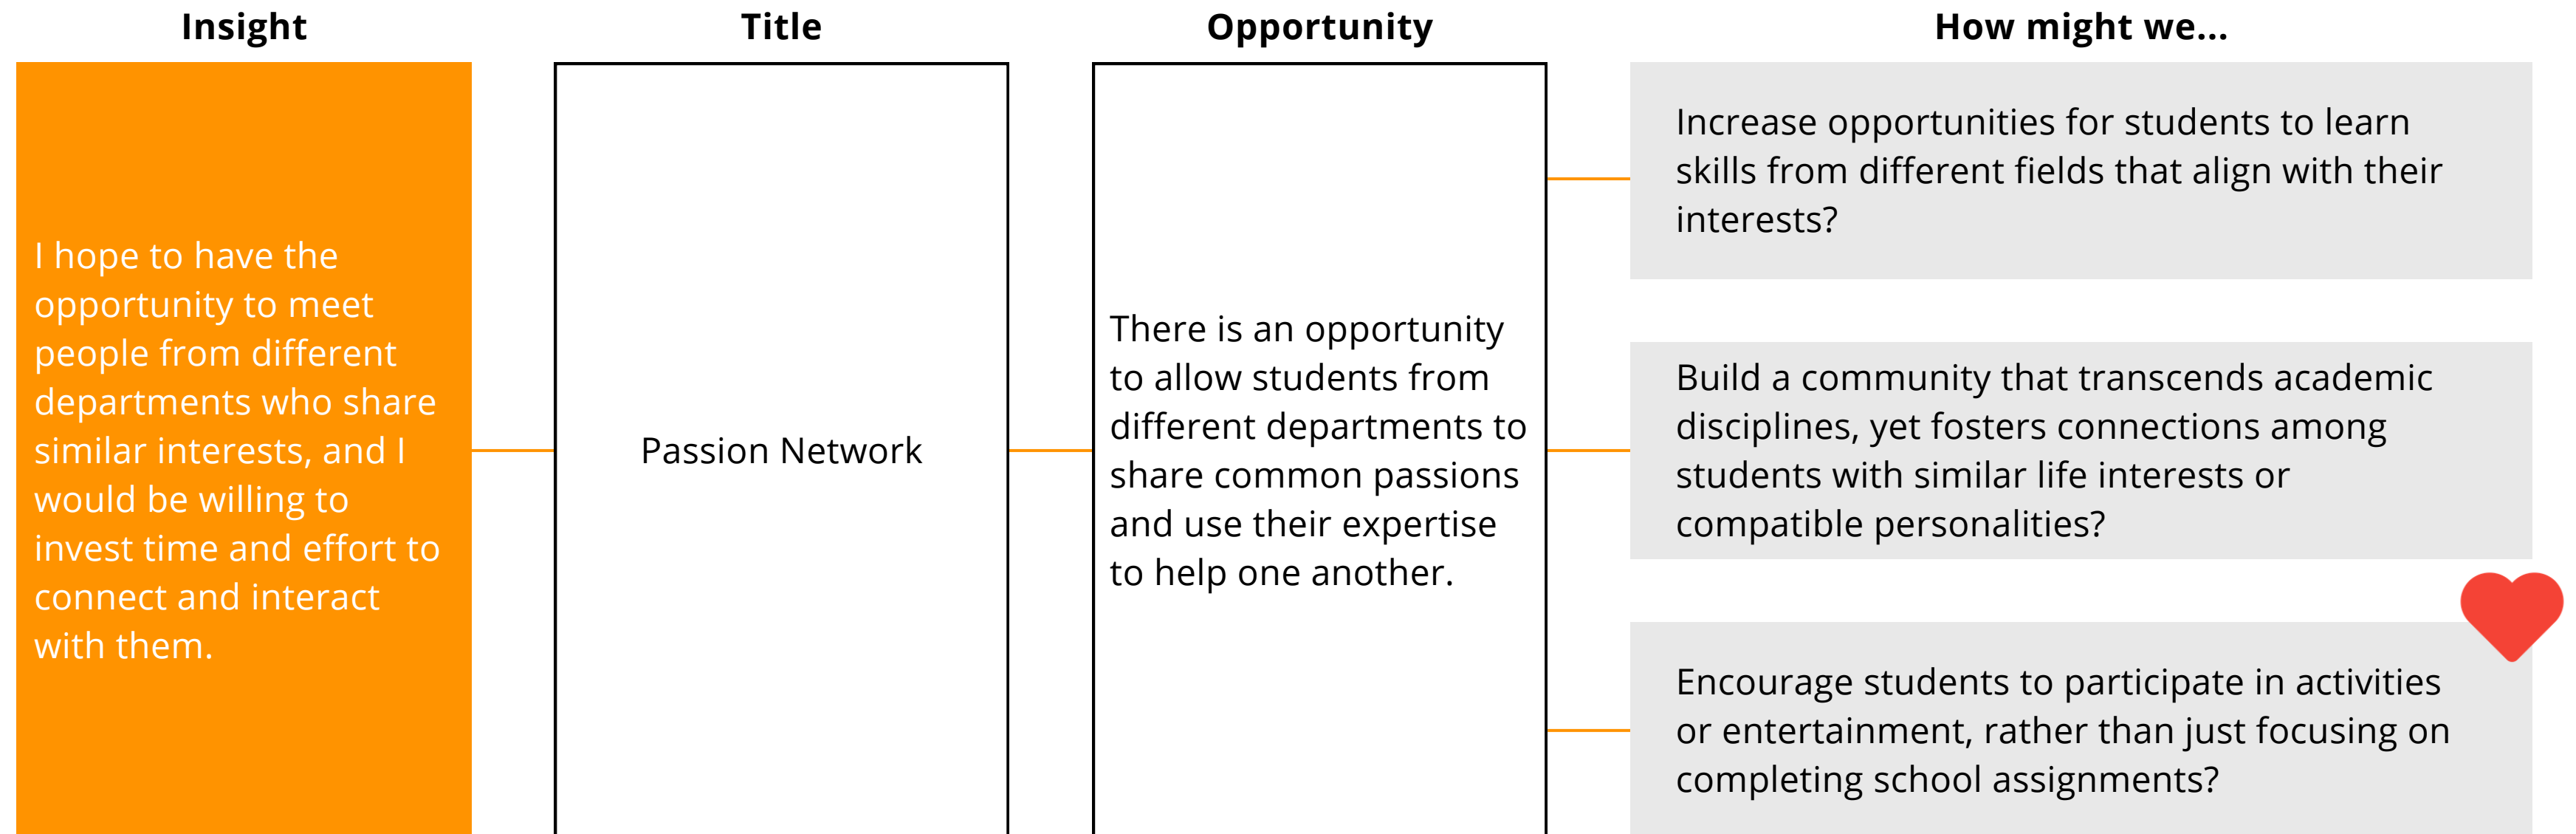 Insight
Title
Opportunity
How might we...
I hope to have the
opportunity to meet
people from different
departments who share
similar interests, and I
would be willing to
invest time and effort to
connect and interact
with them.
Passion Network
There is an opportunity
to allow students from
different departments to
share common passions
and use their expertise
to help one another.
Increase opportunities for students to learn
skills from different fields that align with their
interests?
Build a community that transcends academic
disciplines, yet fosters connections among
students with similar life interests or
compatible personalities?
Encourage students to participate in activities
or entertainment, rather than just focusing on
completing school assignments?